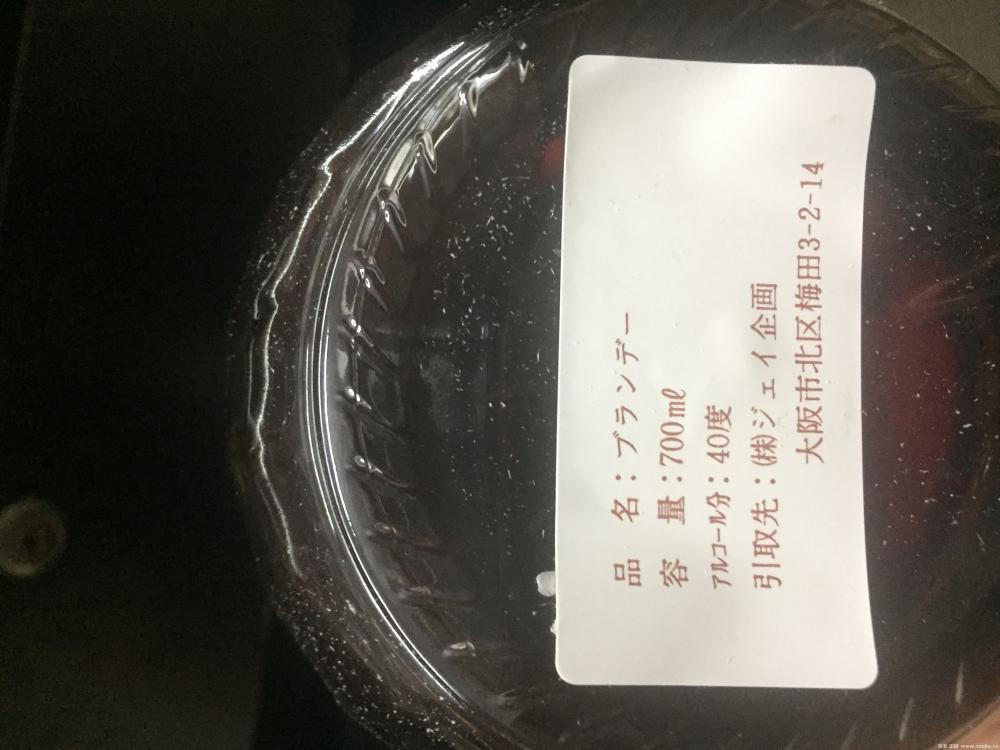 品　名：ブランデー
容　量：700㎖
アルコール分：40度
引取先：㈱ジェイ企画
大阪市北区梅田3-2-14